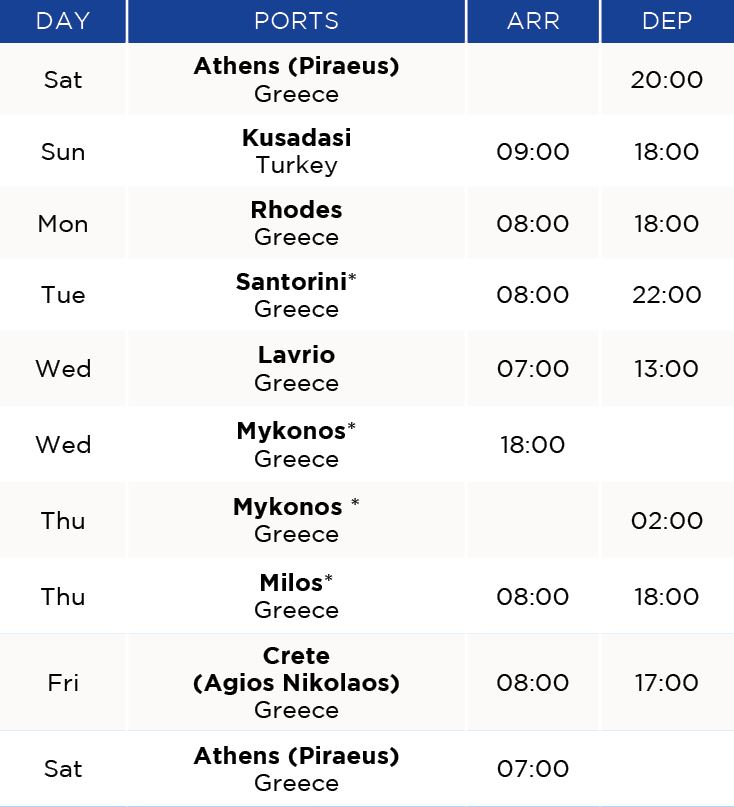 DAY PORTS ARR DEP
Sat Athens (Piraeus) 20:00
Greece
Sun Kusadasi 09:00 18:00
Turkey
Mon Rhodes 08:00 18:00
Greece
Tue Santorini* 08:00 22:00
Greece
Wed Lavrio 07:00 13:00
Greece
Wed Mykonos* 18:00
Greece
Thu Mykonos * 02:00
Greece
Thu Milos* 08:00 18:00
Greece
Crete
Fri (Agios Nikolaos) 08:00 17:00
Greece
Sat Athens (Piraeus) 07:00
Greece